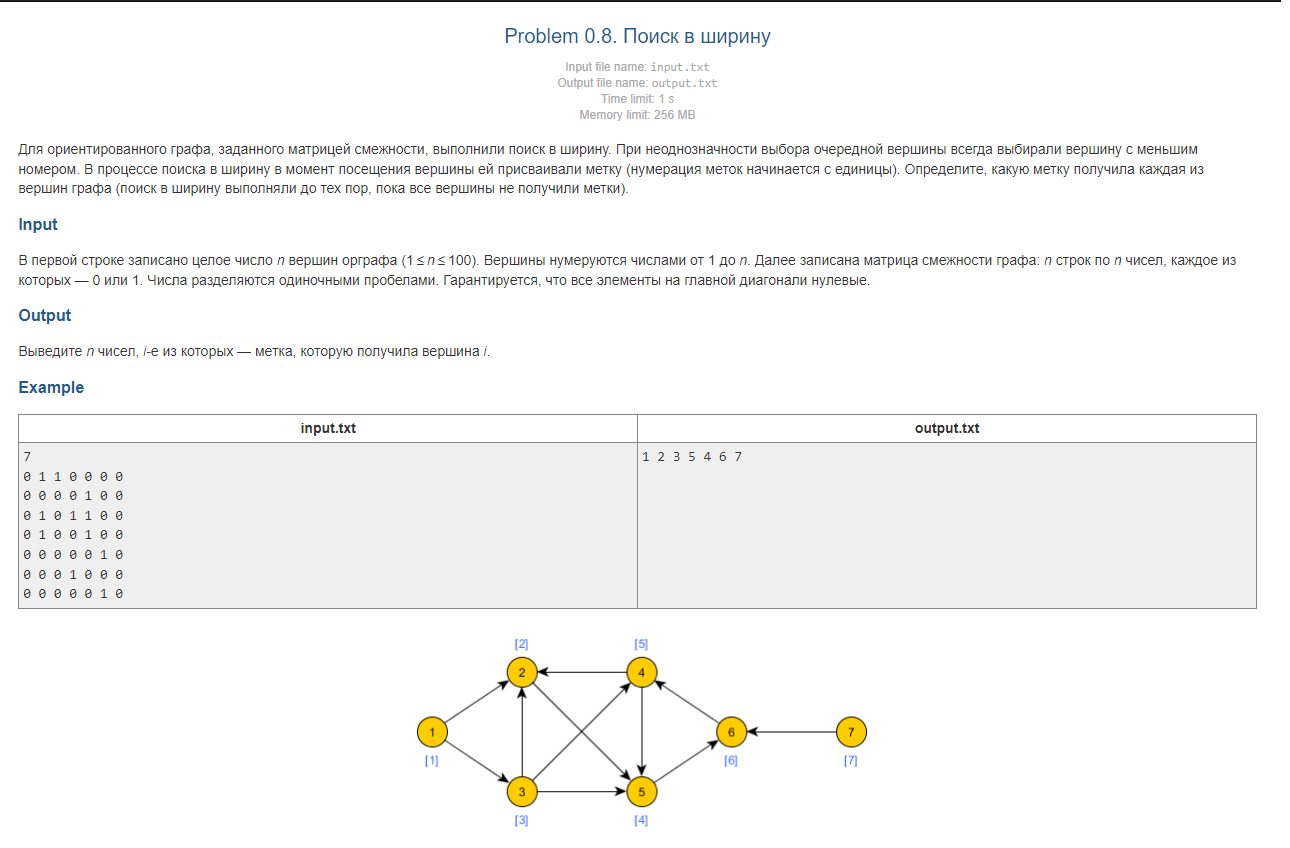 Problem 0.8. Поиск в ширину
Input file name: input.txt
Output file name: output.txt
Time limit: 1 s
Memory limit: 256 MB
Для ориентированного графа, заданного матрицей смежности, выполнили поиск в ширину. При неоднозначности выбора очередной вершины всегда выбирали вершину с меньшим
номером. В процессе поиска в ширину в момент посещения вершины ей присваивали метку (нумерация меток начинается с единицы). Определите, какую метку получила каждая из
вершин графа (поиск в ширину выполняли до тех пор, пока все вершины не получили метки).
Input
В первой строке записано целое число n вершин орграфа (1 ≤ n ≤ 100). Вершины нумеруются числами от 1 до n. Далее записана матрица смежности графа: n строк по n чисел, каждое из
которых — 0 или 1. Числа разделяются одиночными пробелами. Гарантируется, что все элементы на главной диагонали нулевые.
Output
Выведите n чисел, i-е из которых — метка, которую получила вершина i.
Example
input.txt output.txt
7
0 1 1 0 0 0 0
0 0 0 0 1 0 0
0 1 0 1 1 0 0
0 1 0 0 1 0 0
0 0 0 0 0 1 0
0 0 0 1 0 0 0
0 0 0 0 0 1 0
1 2 3 5 4 6 7
[2] [5]
2 4
1 6 7
[1] [6] [7]
3 5
[3] [4]